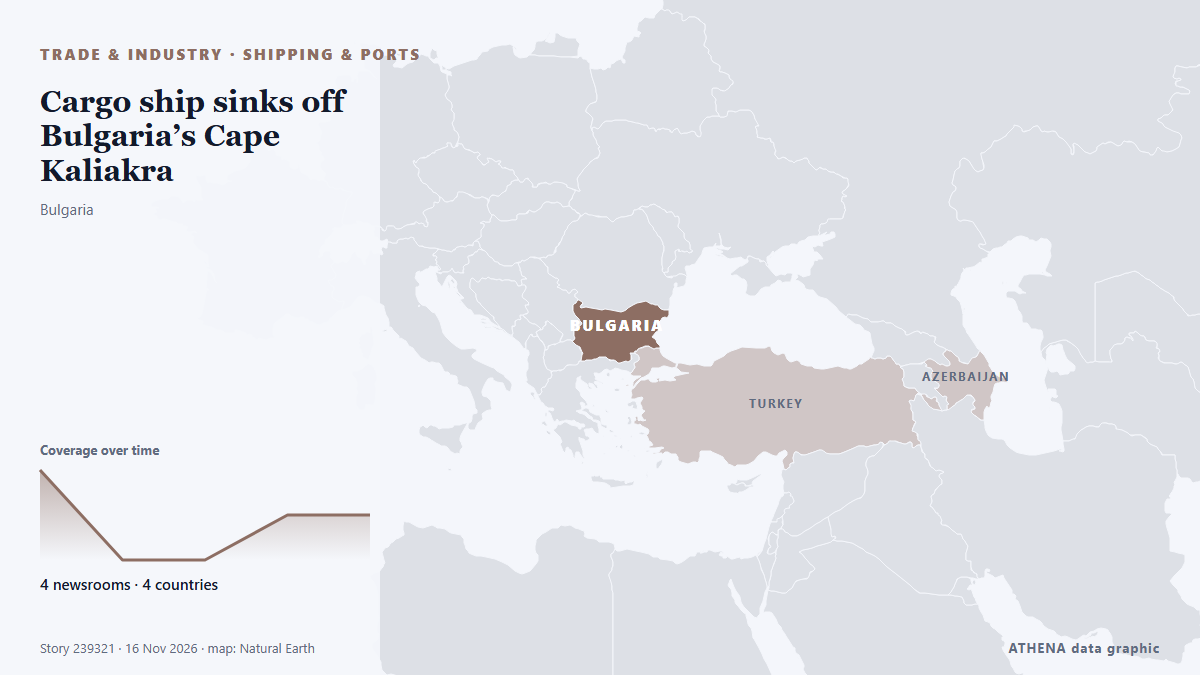 TRADE & INDUSTRY · SHIPPING & PORTS
Cargo ship sinks off
Bulgaria’s Cape
Kaliakra
Bulgaria
BULGARIA
AZERBAIJAN
TURKEY
Coverage over time
4 newsrooms · 4 countries
Story 239321 · 16 Nov 2026 · map: Natural Earth
ATHENA data graphic